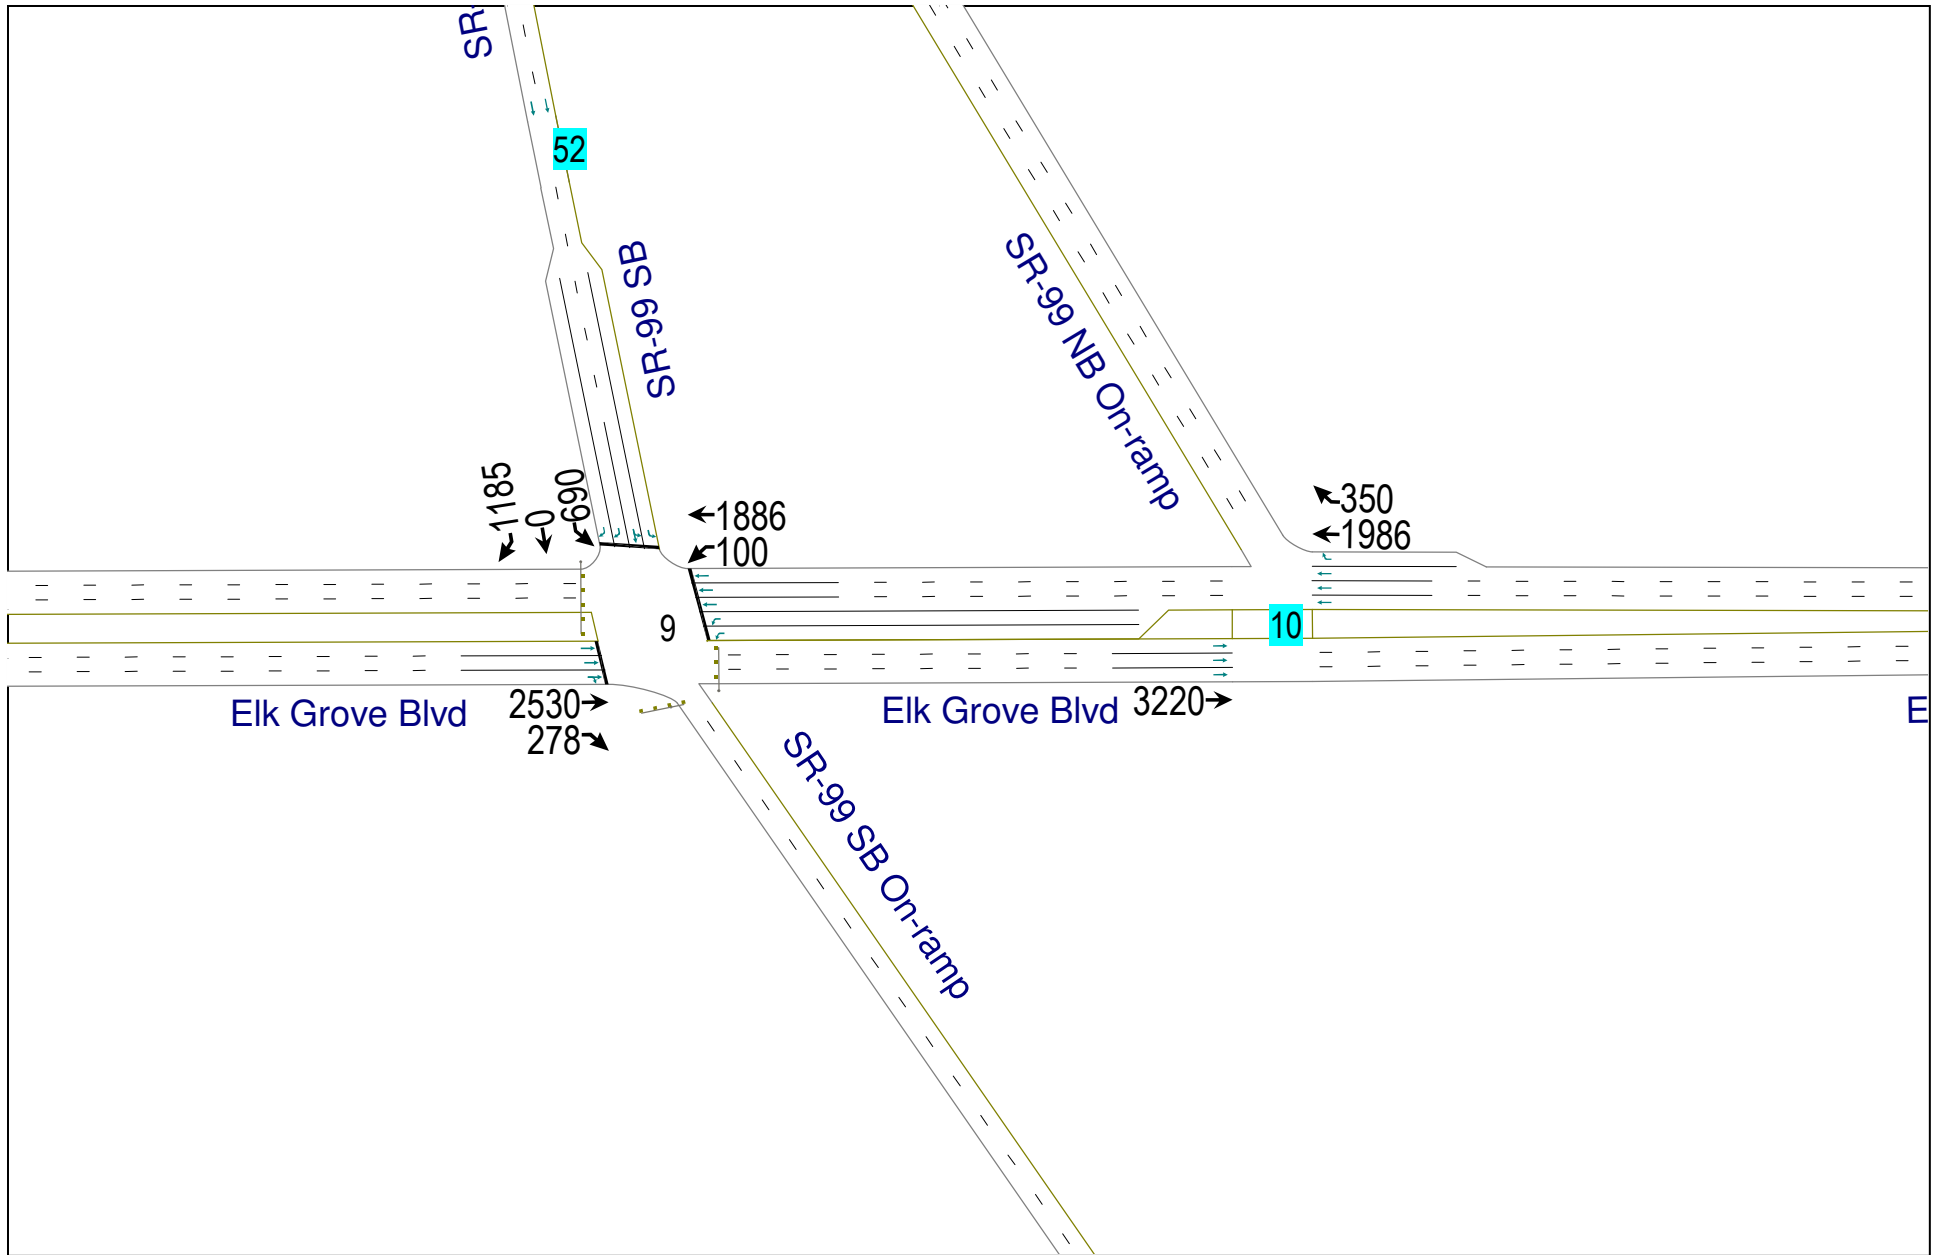 SR-
52
SR-99 SB
SR-99 NB On-ramp
1185
0
690
1886
100
350
1986
9
10
Elk Grove Blvd
2530
278
Elk Grove Blvd
3220
E
SR-99 SB On-ramp